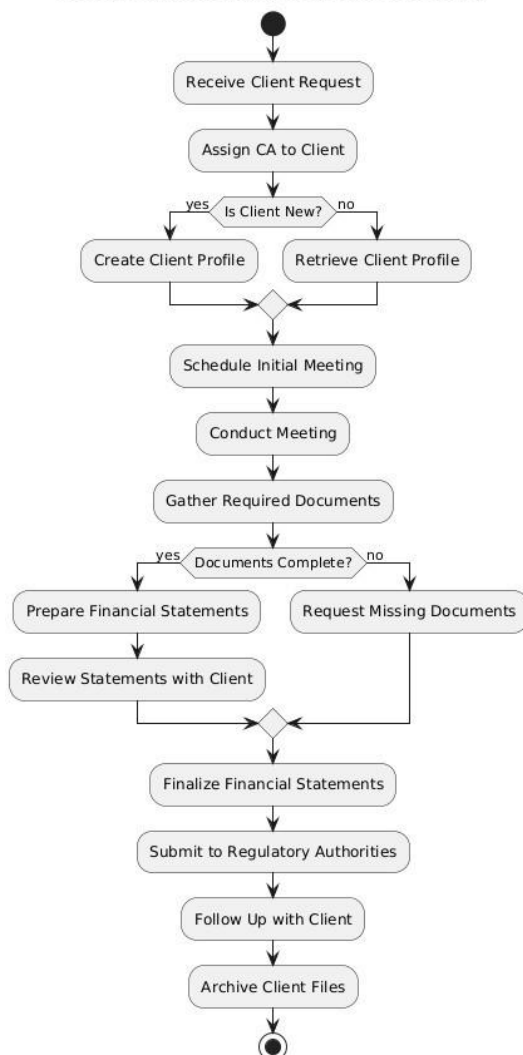 Receive Client Request
Assign CA to Client
yes
Is Client New?
no
Create Client Profile
Retrieve Client Profile
Schedule Initial Meeting
Conduct Meeting
Gather Required Documents
yes
Documents Complete?
no
Prepare Financial Statements
Request Missing Documents
Review Statements with Client
Finalize Financial Statements
Submit to Regulatory Authorities
Follow Up with Client
Archive Client Files